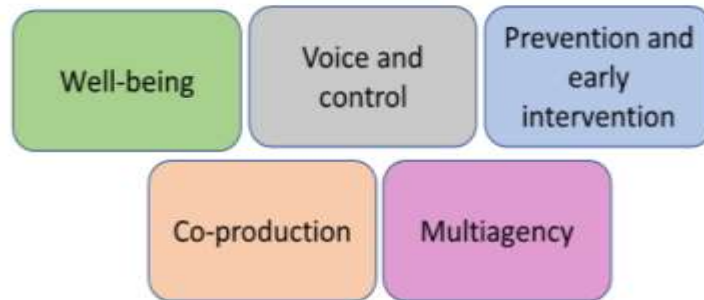 Well-being
Voice and
control
Prevention and
early
intervention
Co-production
Multiagency